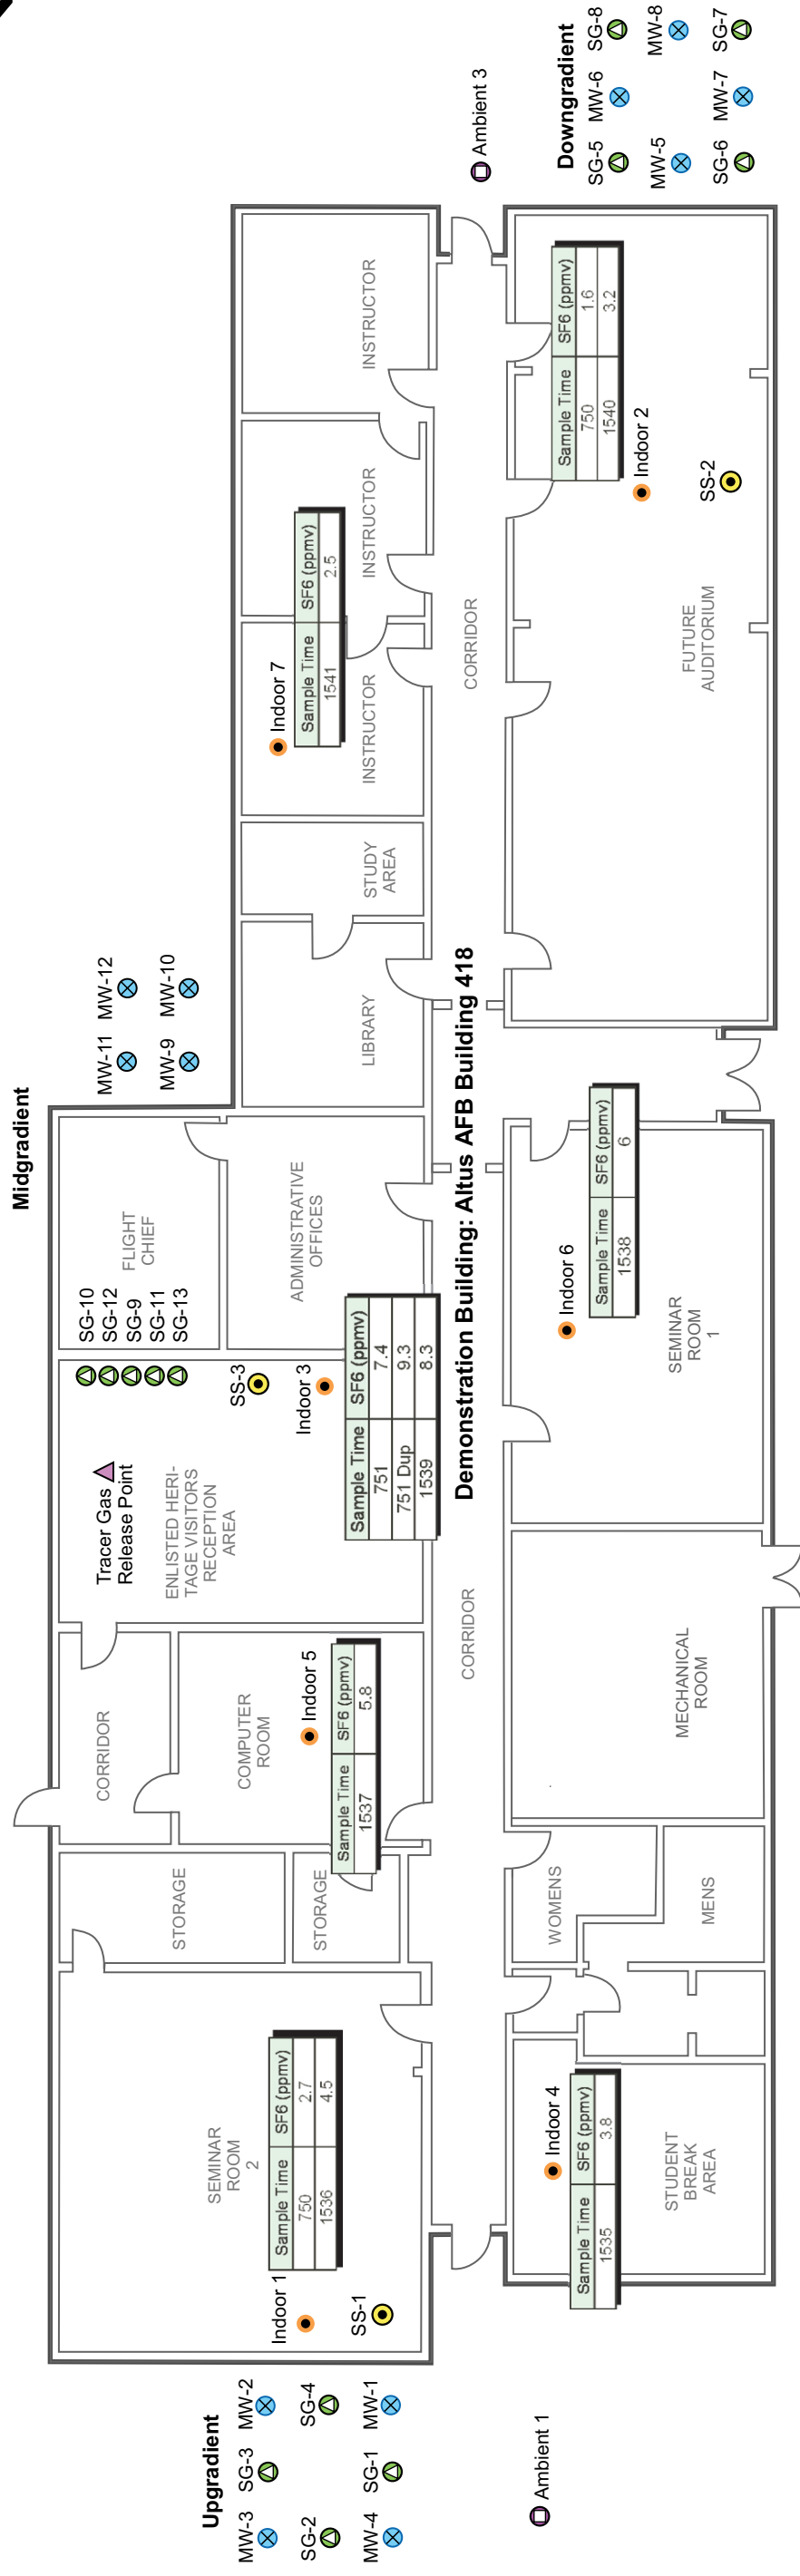 Midgradient
MW-11
MW-12
MW-9
MW-10
Upgradient
MW-3
SG-3
MW-2
SG-2
SG-4
MW-4
SG-1
MW-1
Ambient 1
SEMINAR
ROOM
2
Indoor 1
Sample Time SF6 (ppmv)
750 2.7
1536 4.5
SS-1
STORAGE
STORAGE
CORRIDOR
COMPUTER
ROOM
Indoor 5
Sample Time SF6 (ppmv)
1537 5.8
Tracer Gas
Release Point
ENLISTED HERI-
TAGE VISITORS
RECEPTION
AREA
SG-10
SG-12
SG-9
SG-11
SG-13
SS-3
Indoor 3
Sample Time SF6 (ppmv)
751 7.4
751 Dup 9.3
1539 8.3
FLIGHT
CHIEF
ADMINISTRATIVE
OFFICES
LIBRARY
STUDY
AREA
Indoor 7
Sample Time SF6 (ppmv)
1541 2.5
INSTRUCTOR
INSTRUCTOR
INSTRUCTOR
CORRIDOR
Demonstration Building: Altus AFB Building 418
CORRIDOR
Ambient 3
Indoor 4
Sample Time SF6 (ppmv)
1535 3.8
STUDENT
BREAK
AREA
WOMENS
MENS
MECHANICAL
ROOM
Indoor 6
Sample Time SF6 (ppmv)
1538 6
SEMINAR
ROOM
1
FUTURE
AUDITORIUM
Sample Time SF6 (ppmv)
750 1.6
1540 3.2
Indoor 2
SS-2
Downgradient
SG-5
MW-6
SG-8
MW-5
MW-8
SG-6
MW-7
SG-7